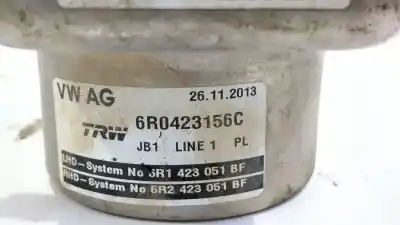 VW AG 26.11.2013
TRW 6R0423156C
JB1 LINE 1 PL
LHD-System No 6R1 423 051 BF
RHD-System No 6R2 423 051 BF